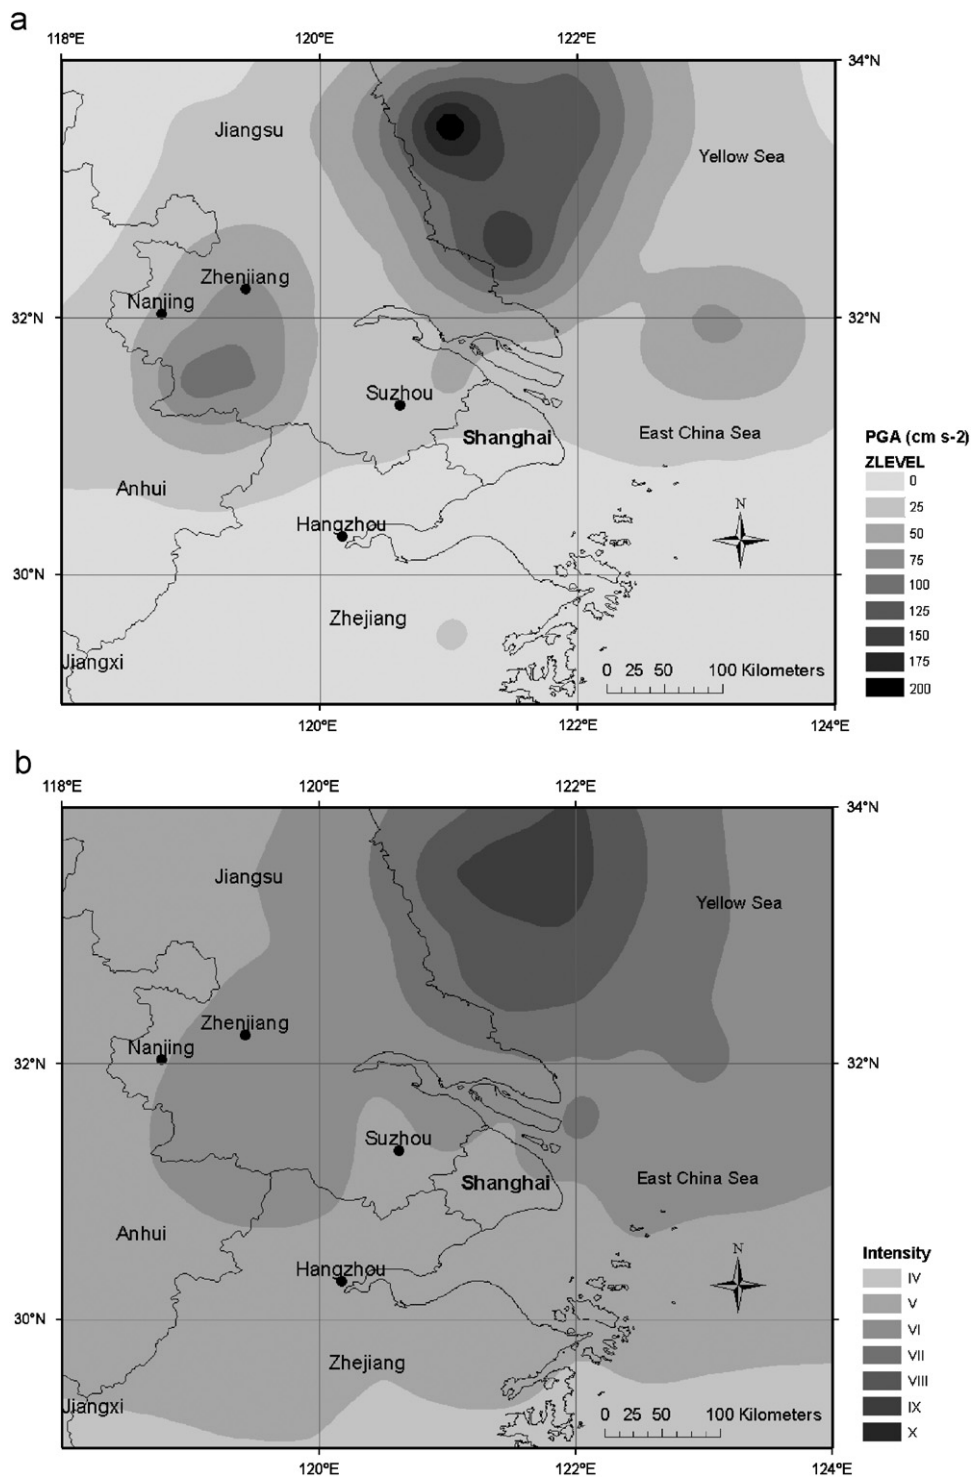 a
118°E 120°E 122°E
34°N
Jiangsu
Yellow Sea
Zhenjiang
Nanjing
32°N 32°N
Suzhou
Shanghai
East China Sea
PGA (cm s-2)
ZLEVEL
0
25
50
75
100
125
150
175
200
Anhui
N
Hangzhou
30°N 30°N
Zhejiang
Jiangxi
0 25 50 100 Kilometers
120°E 122°E 124°E
b
118°E 120°E 122°E
34°N
Jiangsu
Yellow Sea
Zhenjiang
Nanjing
32°N 32°N
Suzhou
Shanghai
East China Sea
Anhui
N
Intensity
IV
V
VI
VII
VIII
IX
X
Hangzhou
30°N 30°N
Zhejiang
Jiangxi
0 25 50 100 Kilometers
120°E 122°E 124°E